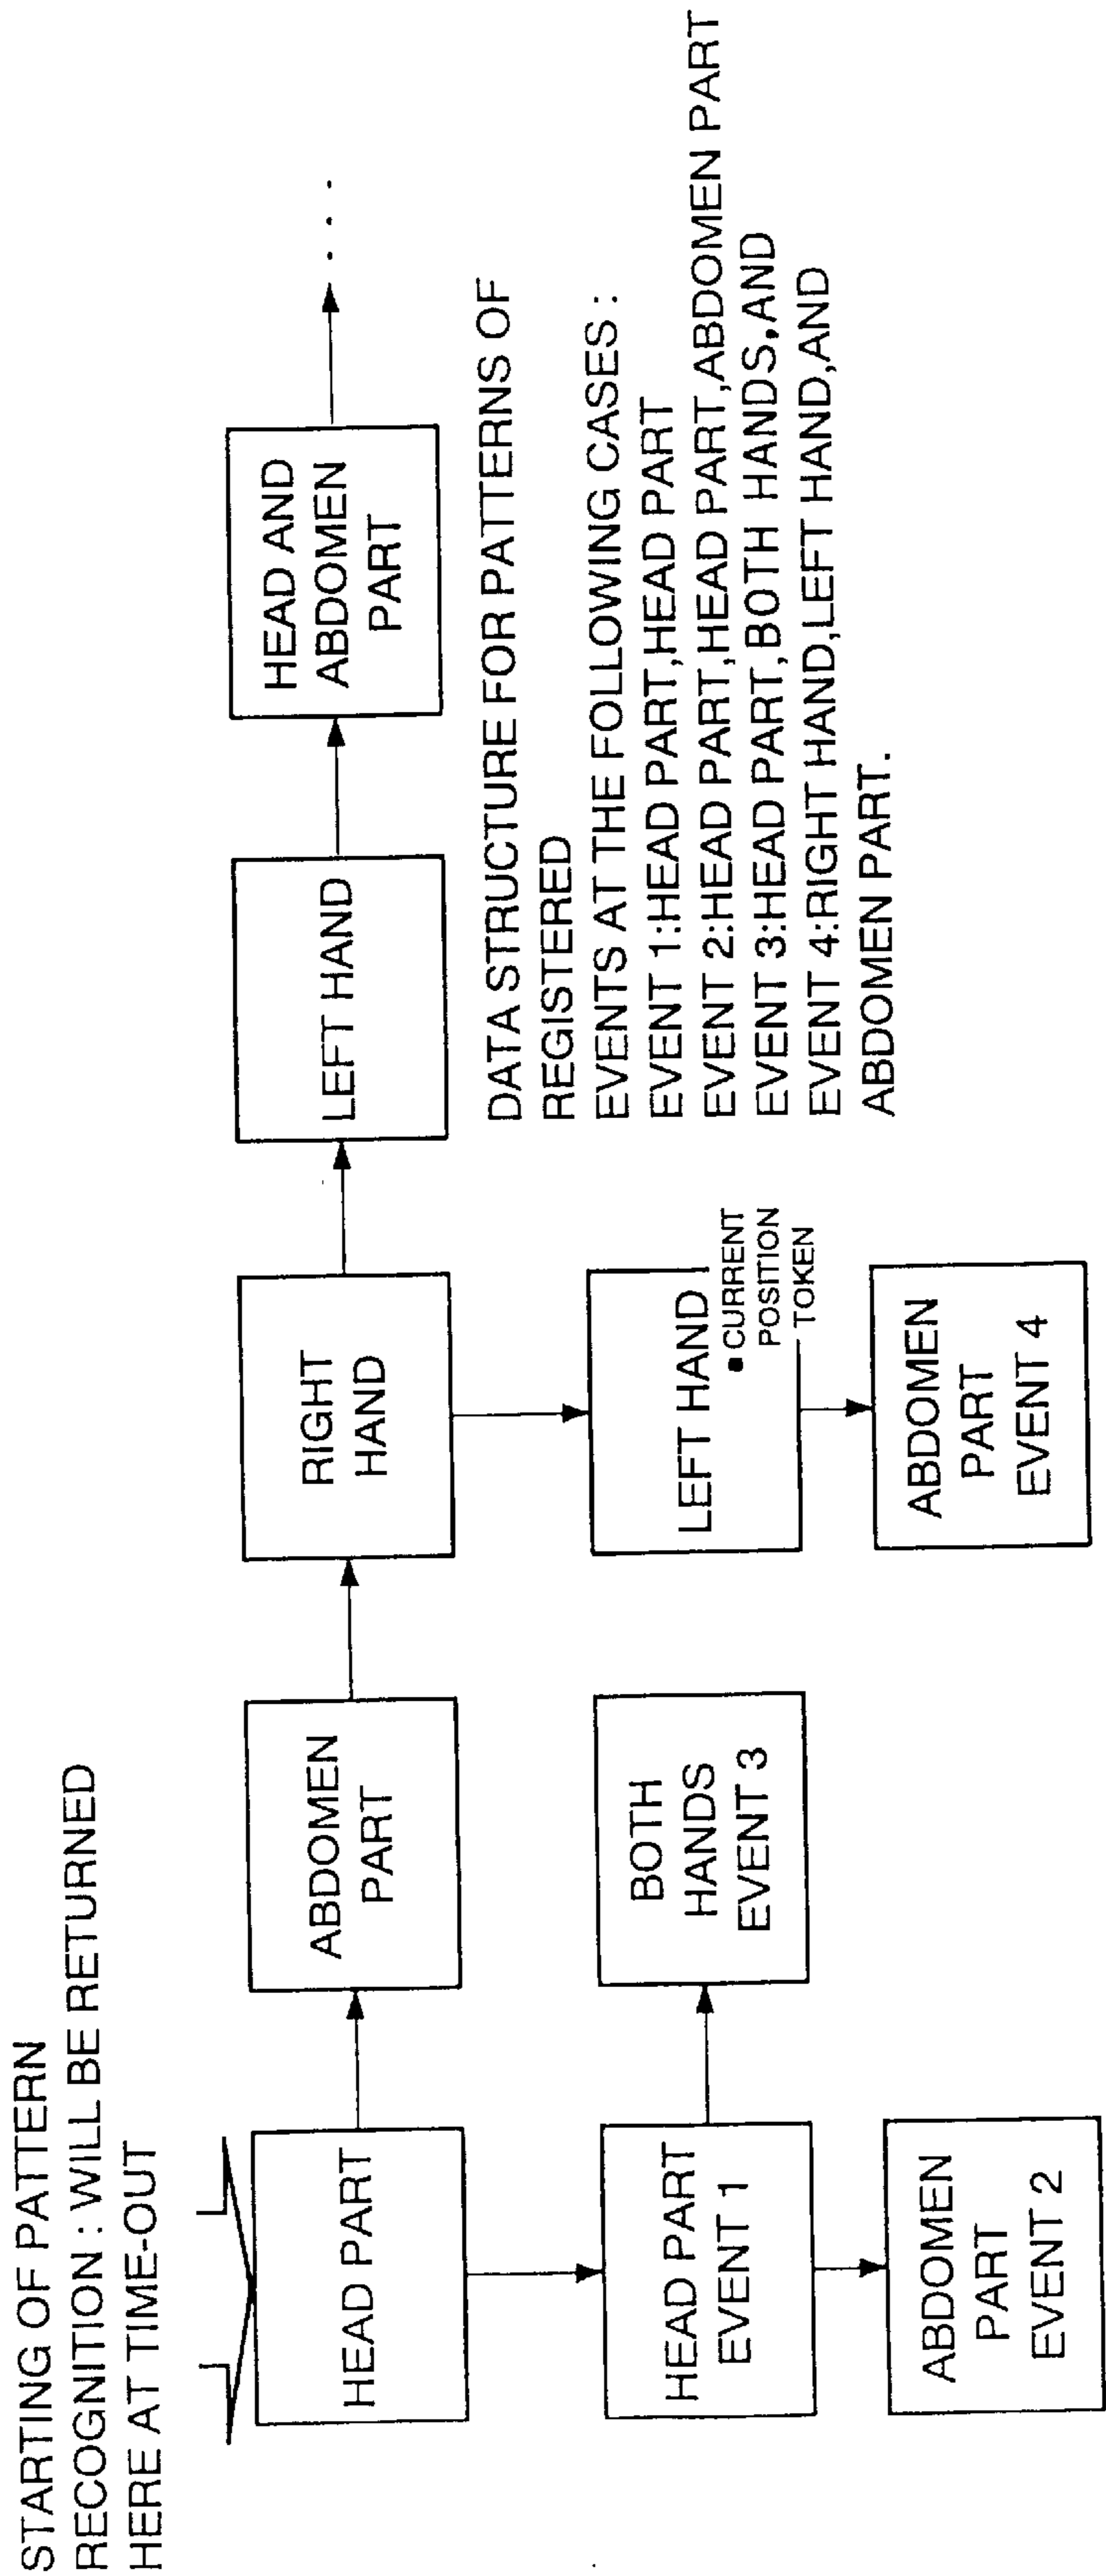 STARTING OF PATTERN
RECOGNITION : WILL BE RETURNED
HERE AT TIME-OUT
HEAD PART
ABDOMEN
PART
RIGHT
HAND
LEFT HAND
HEAD AND
ABDOMEN
PART
. . .
HEAD PART
EVENT 1
BOTH
HANDS
EVENT 3
LEFT HAND
CURRENT
POSITION
TOKEN
ABDOMEN
PART
EVENT 2
ABDOMEN
PART
EVENT 4
DATA STRUCTURE FOR PATTERNS OF
REGISTERED
EVENTS AT THE FOLLOWING CASES :
EVENT 1:HEAD PART,HEAD PART
EVENT 2:HEAD PART,HEAD PART,ABDOMEN PART
EVENT 3:HEAD PART,BOTH HANDS,AND
EVENT 4:RIGHT HAND,LEFT HAND,AND
ABDOMEN PART.